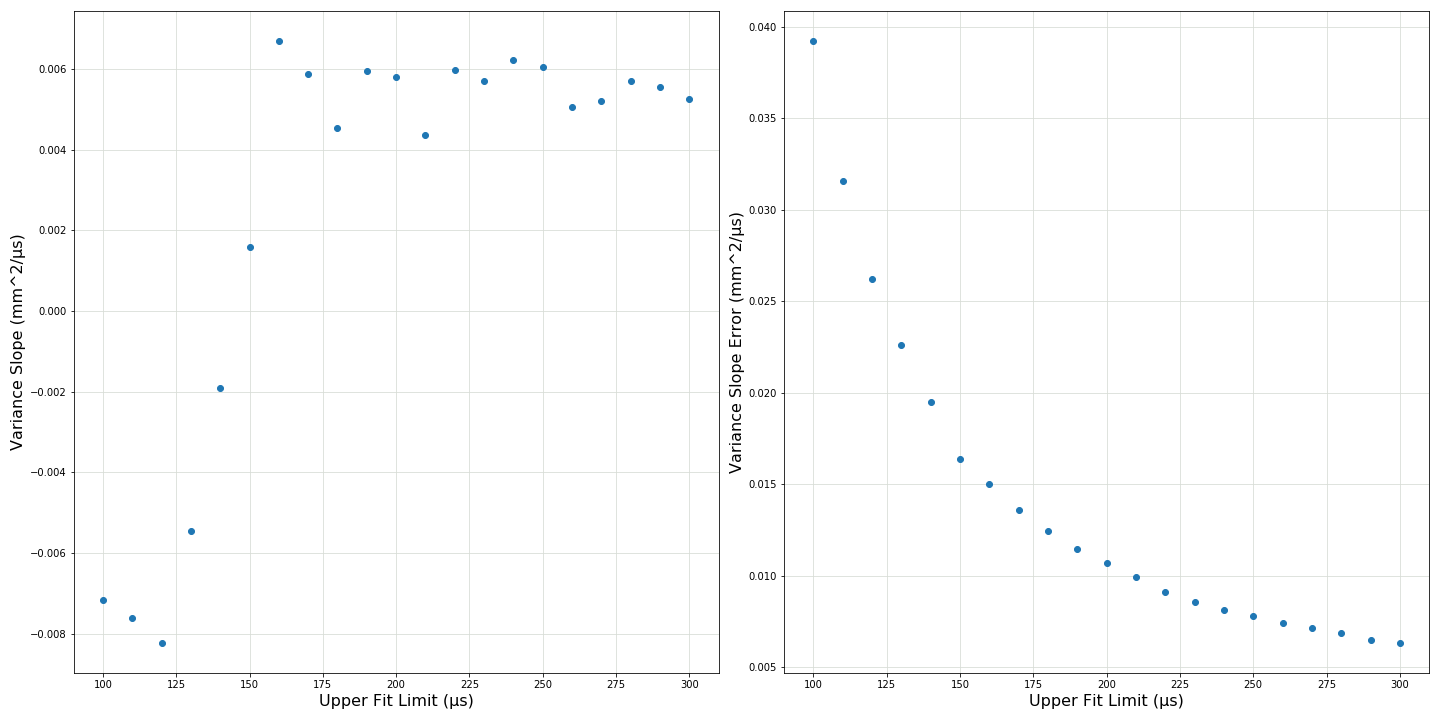 Variance Slope (mm^2/μs)
0.006
0.004
0.002
0.000
−0.002
−0.004
−0.006
−0.008
100 125 150 175 200 225 250 275 300
Upper Fit Limit (μs)
Variance Slope Error (mm^2/μs)
0.040
0.035
0.030
0.025
0.020
0.015
0.010
0.005
100 125 150 175 200 225 250 275 300
Upper Fit Limit (μs)